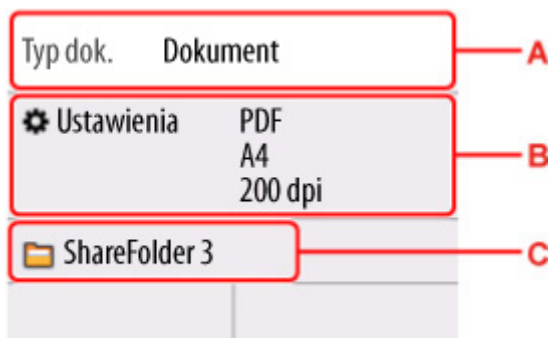 Typ dok. Dokument
A
Ustawienia PDF
A4
B
200 dpi
ShareFolder 3
C